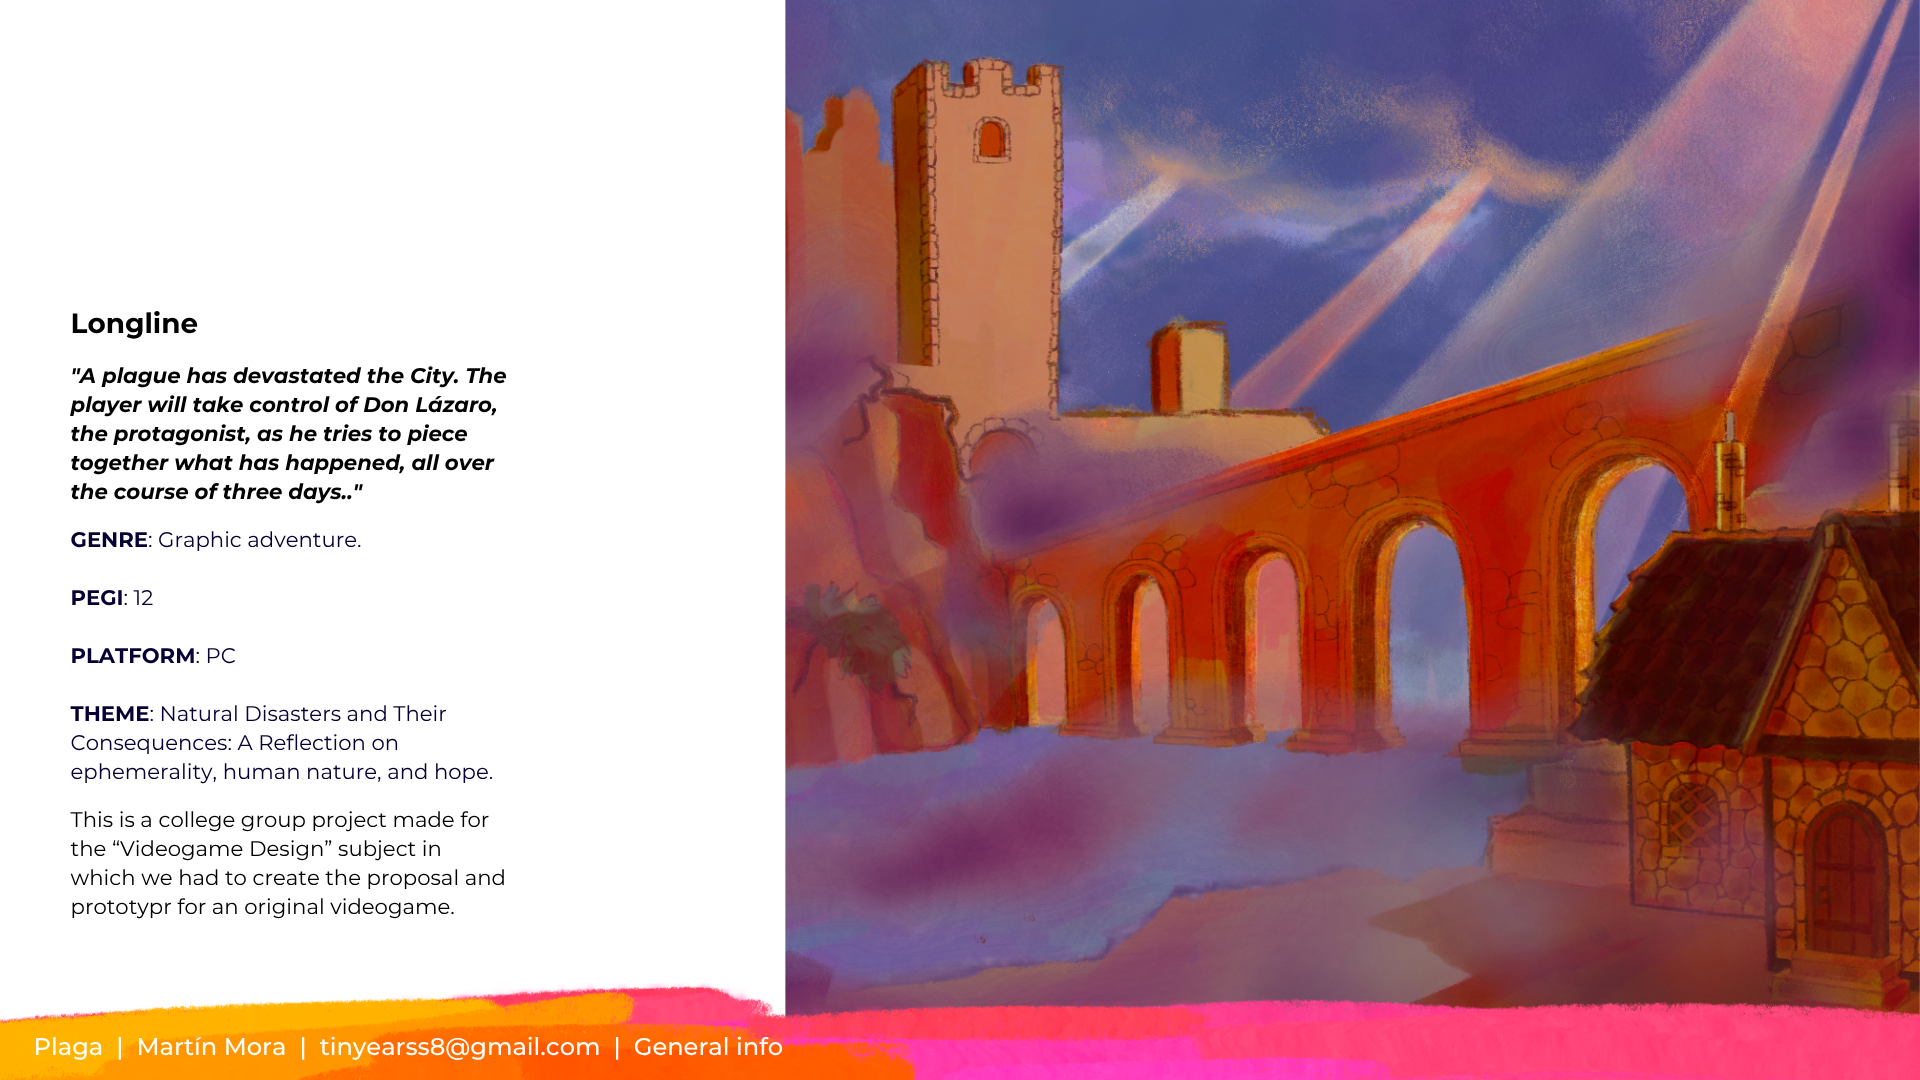 Longline
"A plague has devastated the City. The
player will take control of Don Lázaro,
the protagonist, as he tries to piece
together what has happened, all over
the course of three days.."
GENRE: Graphic adventure.
PEGI: 12
PLATFORM: PC
THEME: Natural Disasters and Their
Consequences: A Reflection on
ephemerality, human nature, and hope.
This is a college group project made for
the “Videogame Design” subject in
which we had to create the proposal and
prototypr for an original videogame.
Plaga | Martín Mora | tinyearss8@gmail.com | General info